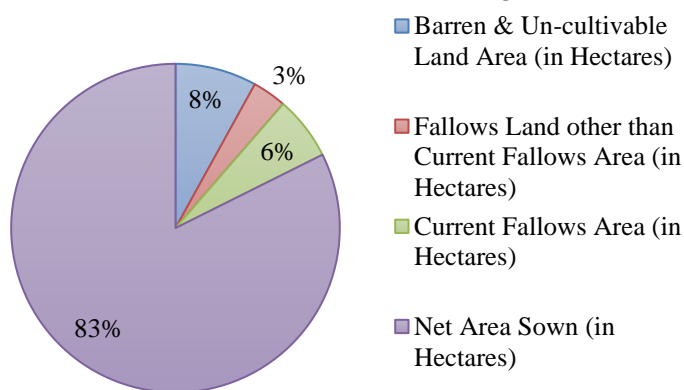 8%
3%
6%
83%
Barren & Un-cultivable
Land Area (in Hectares)
Fallows Land other than
Current Fallows Area (in
Hectares)
Current Fallows Area (in
Hectares)
Net Area Sown (in
Hectares)